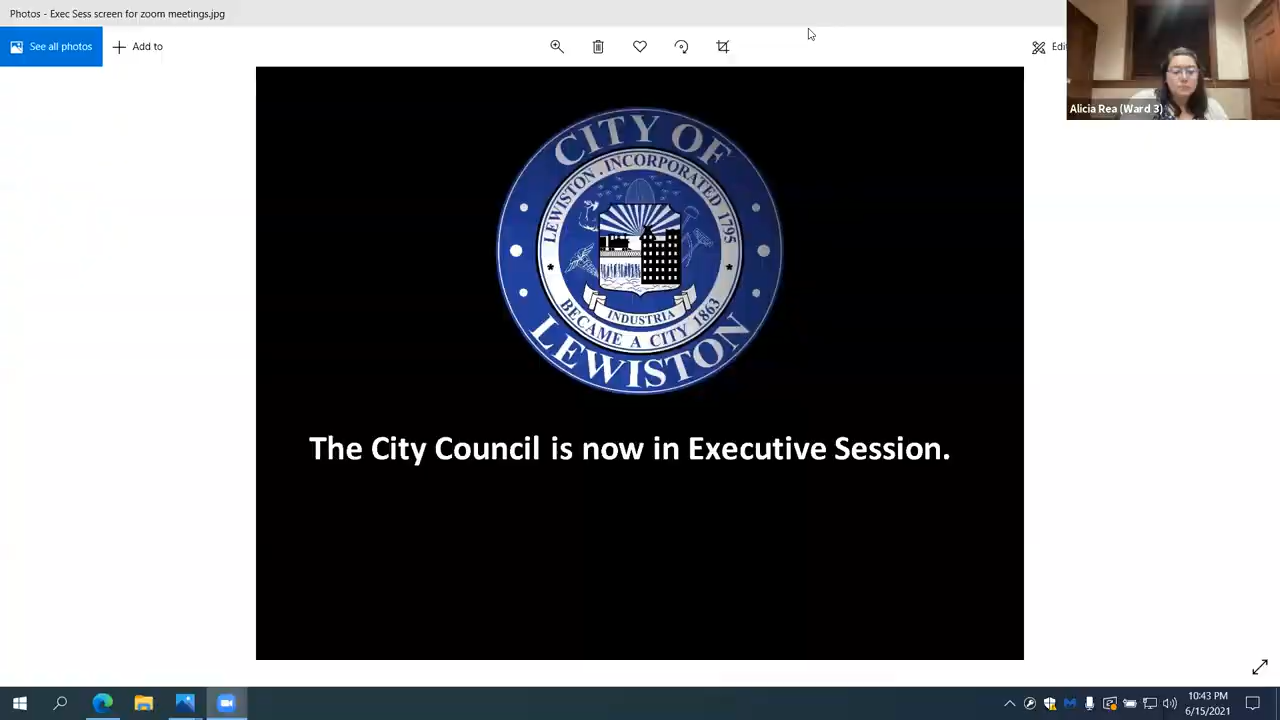 Photos - Exec Sess screen for zoom meetings.jpg
See all photos
Add to
Alicia Rea (Ward 3)
CITY OF
LEWISTON . INCORPORATED 1795
INDUSTRIA
BECAME A CITY 1863
LEWISTON
The City Council is now in Executive Session.
10:43 PM
6/15/2021